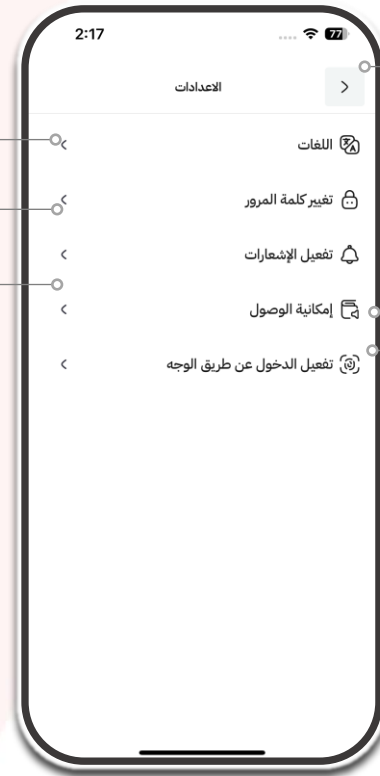 2:17
77
الاعدادات
اللغات
تغيير كلمة المرور
تفعيل الإشعارات
إمكانية الوصول
تفعيل الدخول عن طريق الوجه